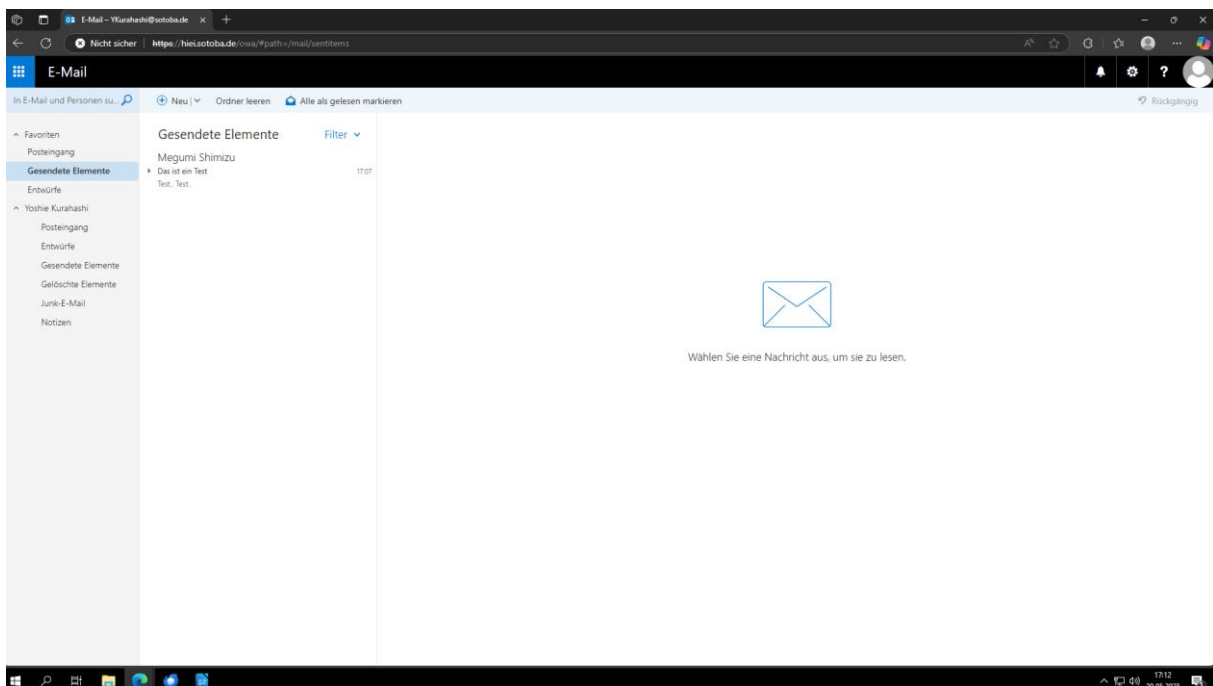 E-Mail – YKurahashi@sotoba.de
Nicht sicher https://hiei.sotoba.de/owa/#path=/mail/sentitems
E-Mail
?
In E-Mail und Personen su... Neu Ordner leeren Alle als gelesen markieren Rückgängig
Favoriten
Posteingang
Gesendete Elemente
Entwürfe
Yoshie Kurahashi
Posteingang
Entwürfe
Gesendete Elemente
Gelöschte Elemente
Junk-E-Mail
Notizen
Gesendete Elemente Filter
Megumi Shimizu
Das ist ein Test 17:07
Test.. Test..
Wählen Sie eine Nachricht aus, um sie zu lesen.
17:12